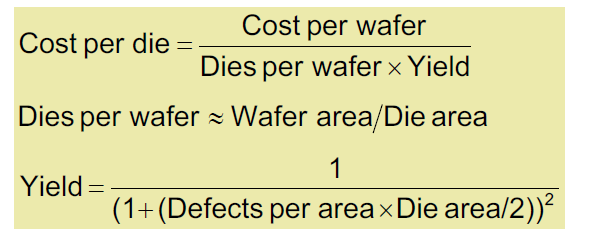 Cost per die = Cost per wafer / Dies per wafer × Yield
Dies per wafer ≈ Wafer area/Die area
Yield = 1 / (1+(Defects per area×Die area/2))²